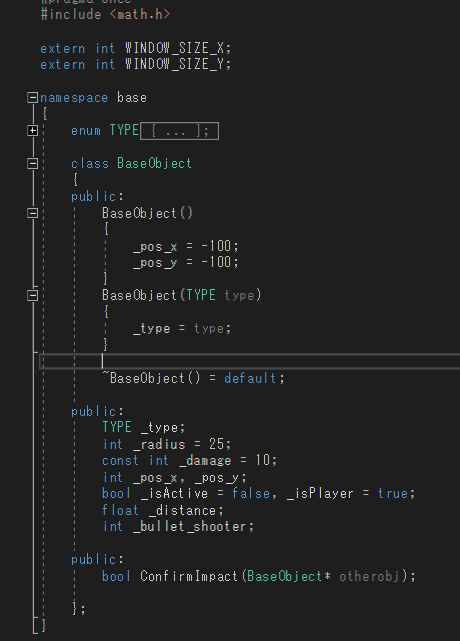 #pragma once
#include <math.h>
extern int WINDOW_SIZE_X;
extern int WINDOW_SIZE_Y;
namespace base
{
enum TYPE{ ... };
class BaseObject
{
public:
BaseObject()
{
_pos_x = -100;
_pos_y = -100;
}
BaseObject(TYPE type)
{
_type = type;
}
~BaseObject() = default;
public:
TYPE _type;
int _radius = 25;
const int _damage = 10;
int _pos_x, _pos_y;
bool _isActive = false, _isPlayer = true;
float _distance;
int _bullet_shooter;
public:
bool ConfirmImpact(BaseObject* otherobj);
};
}